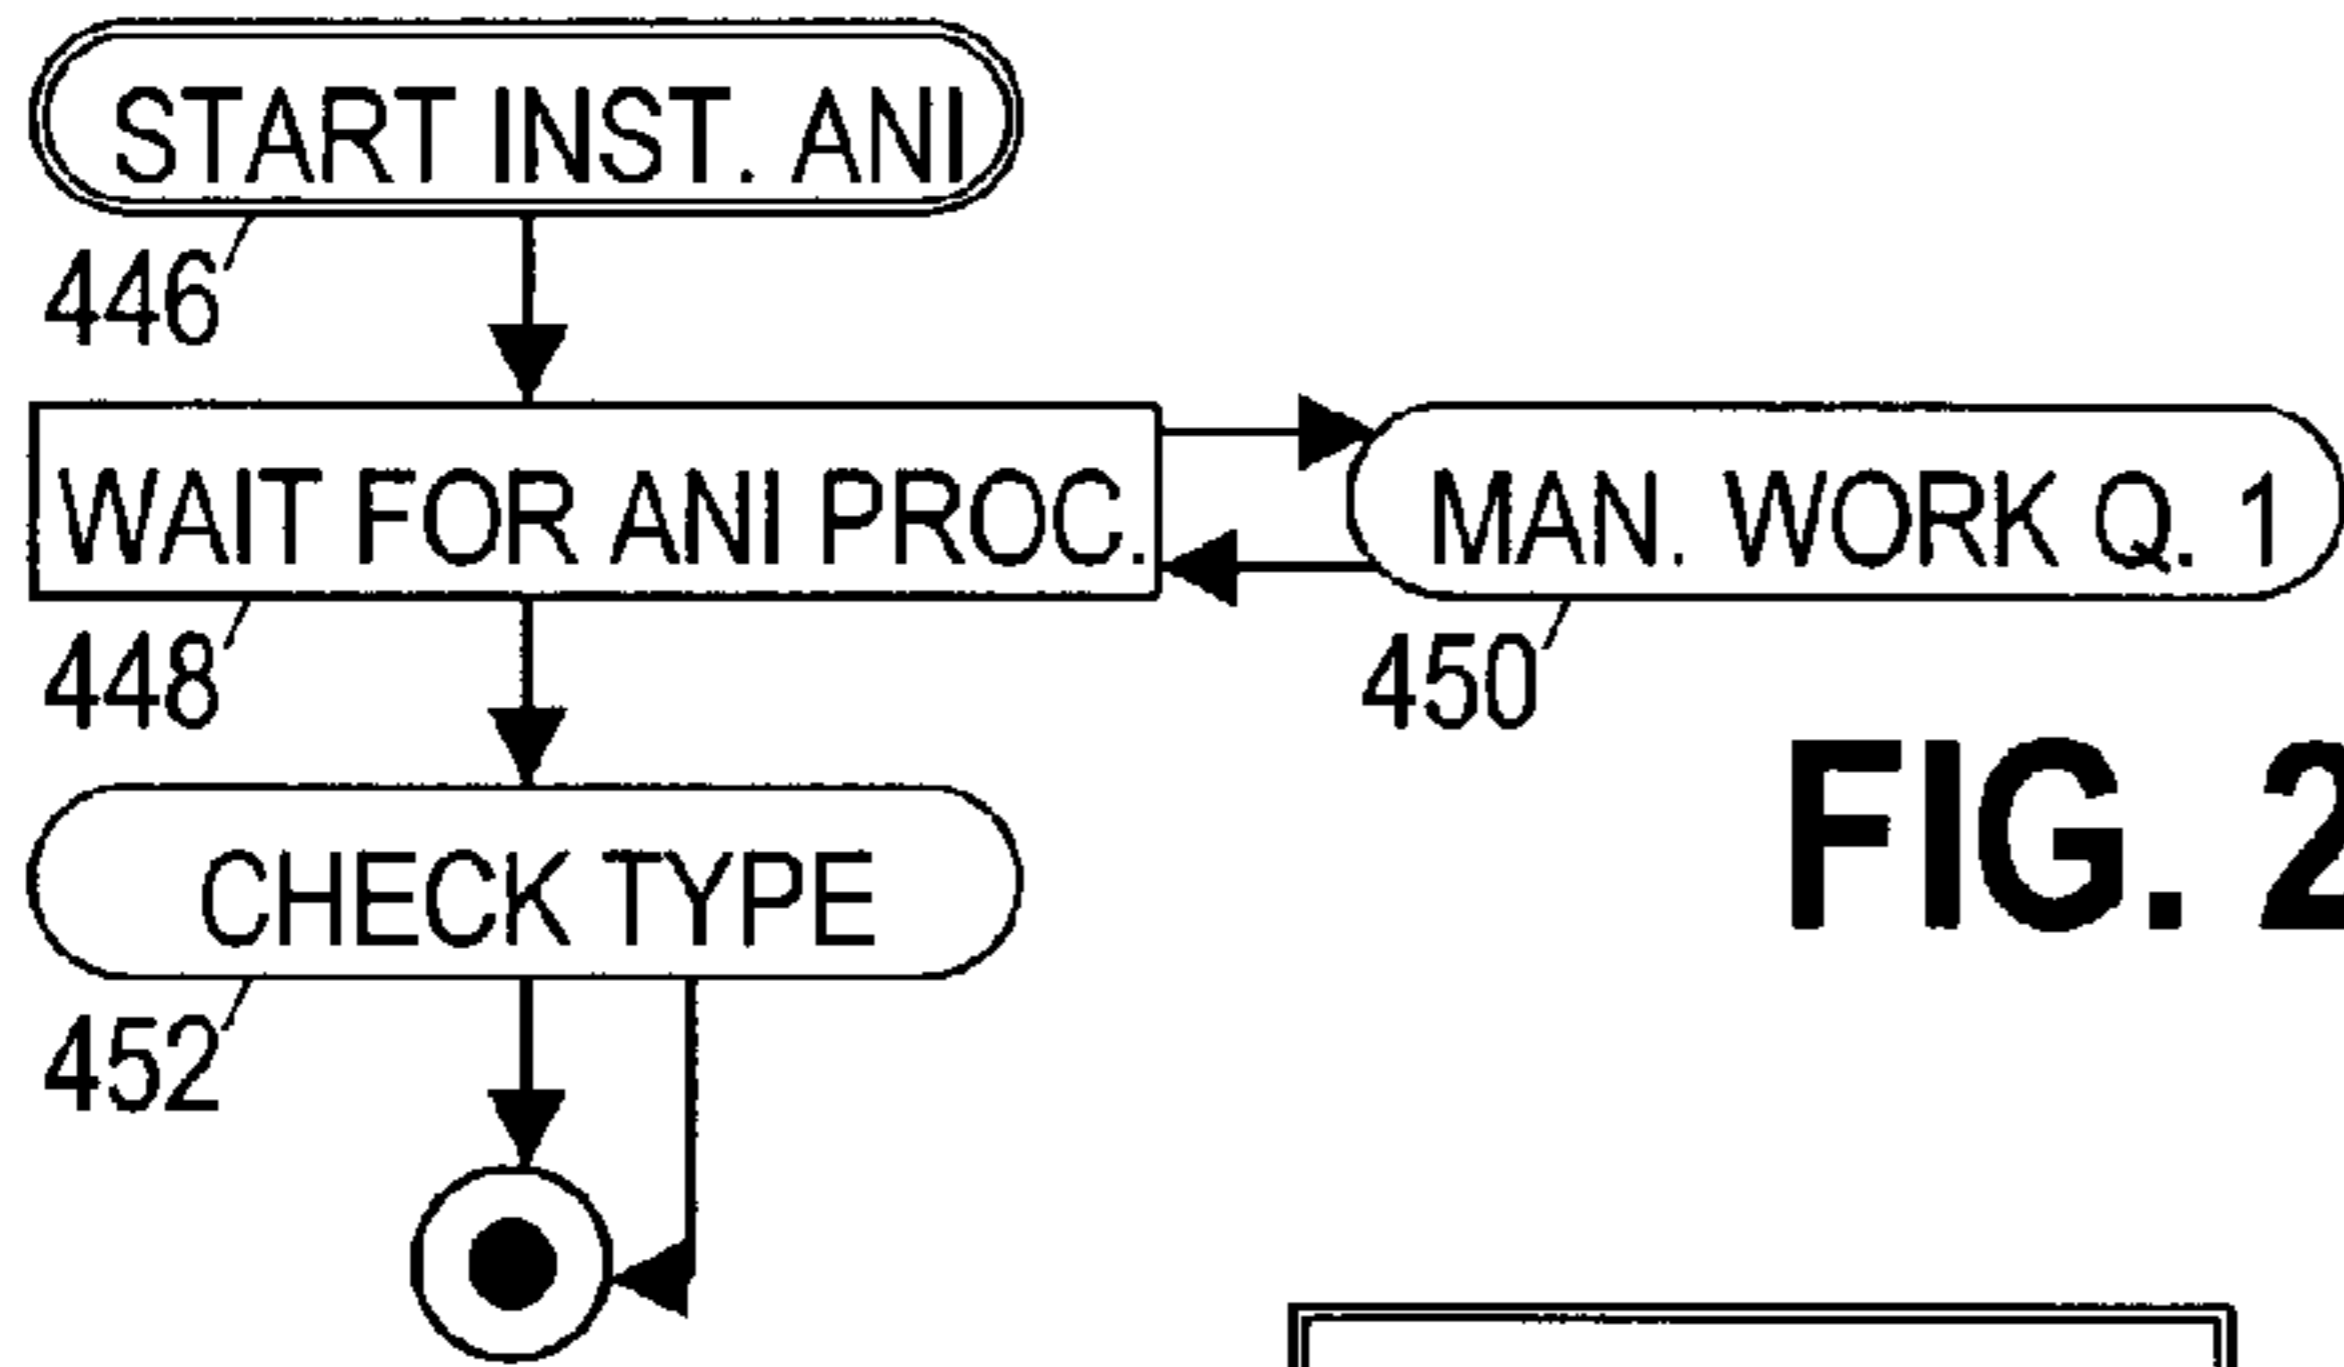 START INST. ANI
446
WAIT FOR ANI PROC.
MAN. WORK Q. 1
448
450
FIG. 2
CHECK TYPE
452